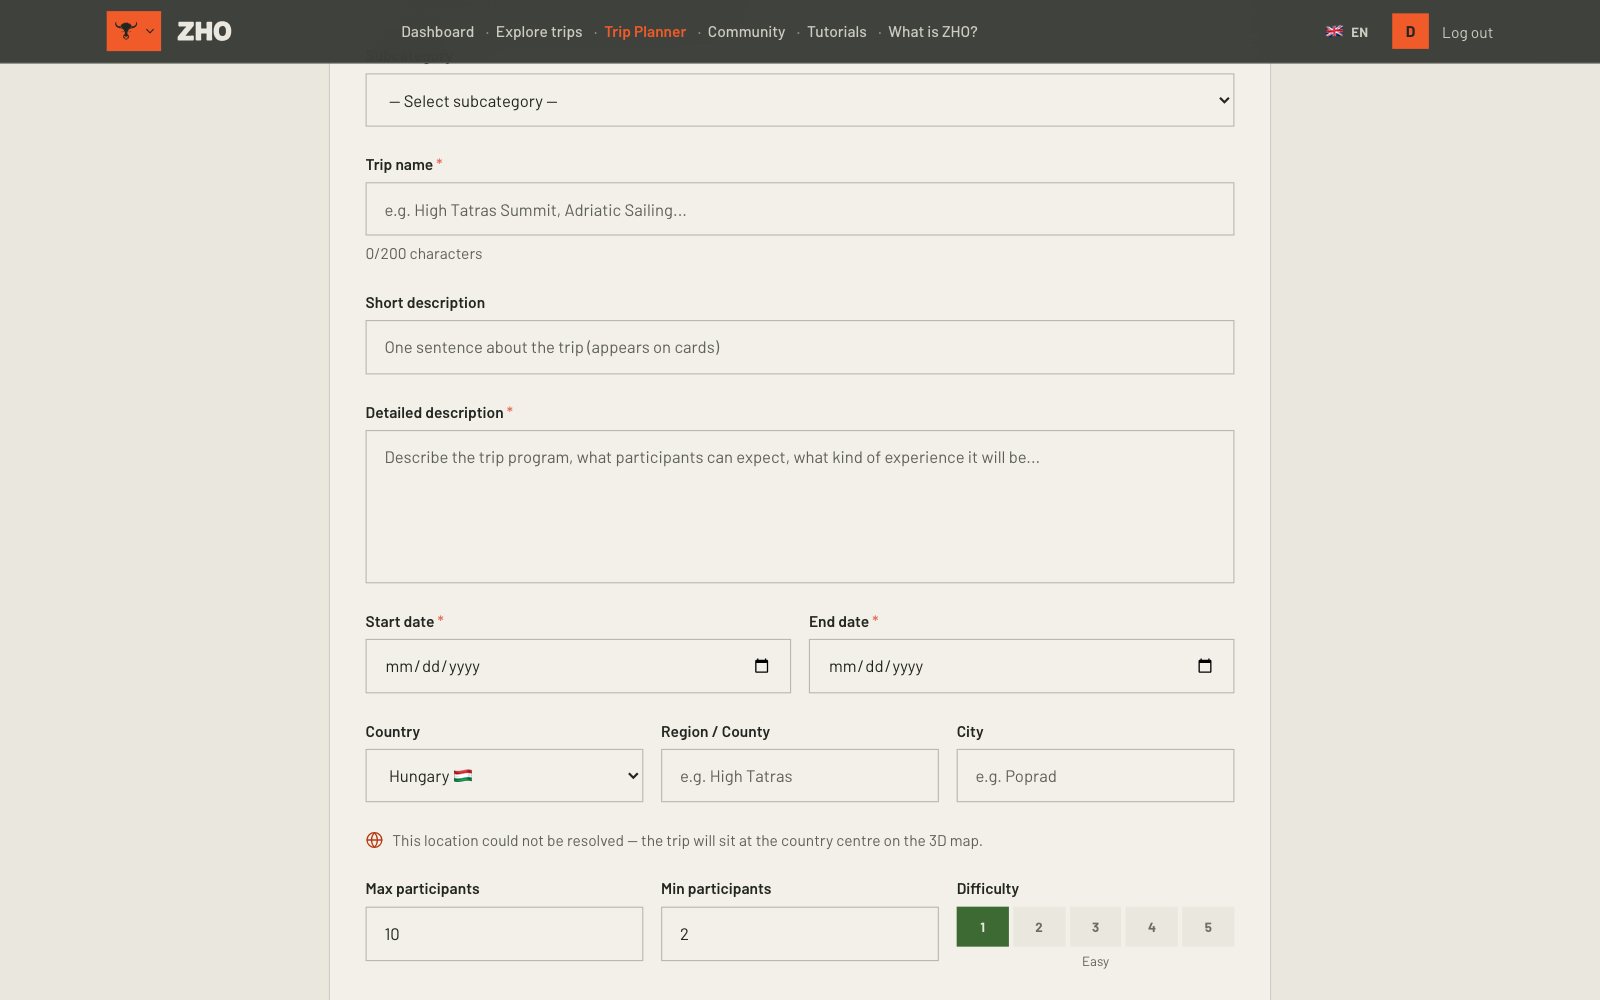 ZHO
Dashboard · Explore trips · Trip Planner · Community · Tutorials · What is ZHO?
EN
D
Log out
— Select subcategory —
Trip name *
e.g. High Tatras Summit, Adriatic Sailing...
0/200 characters
Short description
One sentence about the trip (appears on cards)
Detailed description *
Describe the trip program, what participants can expect, what kind of experience it will be...
Start date * End date *
mm/dd/yyyy mm/dd/yyyy
Country Region / County City
Hungary e.g. High Tatras e.g. Poprad
This location could not be resolved — the trip will sit at the country centre on the 3D map.
Max participants Min participants Difficulty
10 2 1 2 3 4 5
Easy